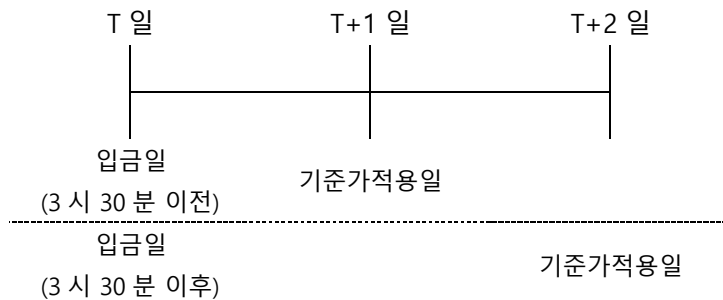 T 일 T+1 일 T+2 일
입금일
(3 시 30 분 이전)
기준가적용일
입금일
(3 시 30 분 이후)
기준가적용일